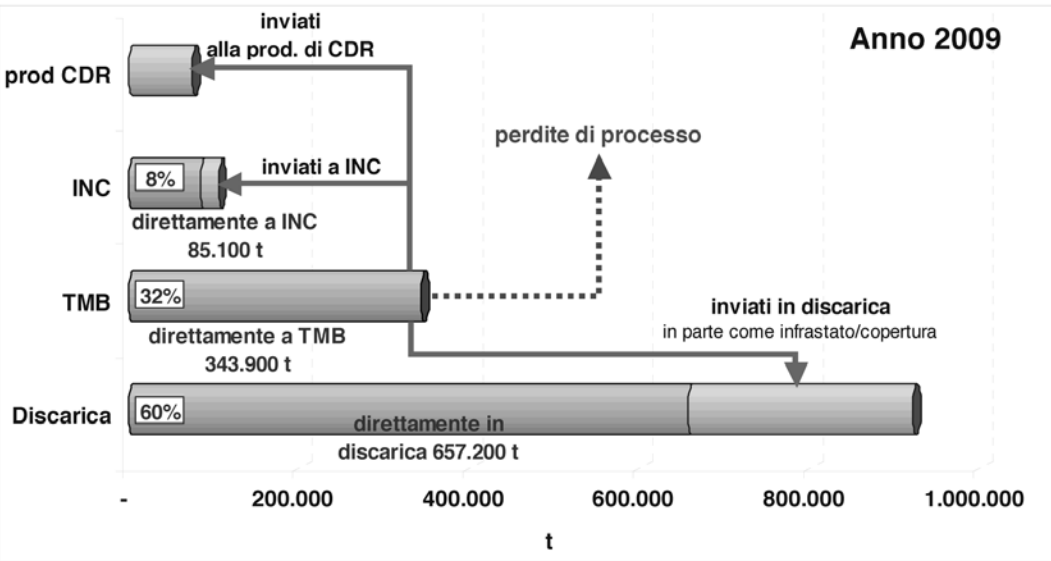 Anno 2009
inviati
alla prod. di CDR
prod CDR
perdite di processo
inviati a INC
INC
8%
direttamente a INC
85.100 t
TMB
32%
direttamente a TMB
343.900 t
inviati in discarica
in parte come infrastato/copertura
Discarica
60%
direttamente in
discarica 657.200 t
-
200.000
400.000
600.000
800.000
1.000.000
t